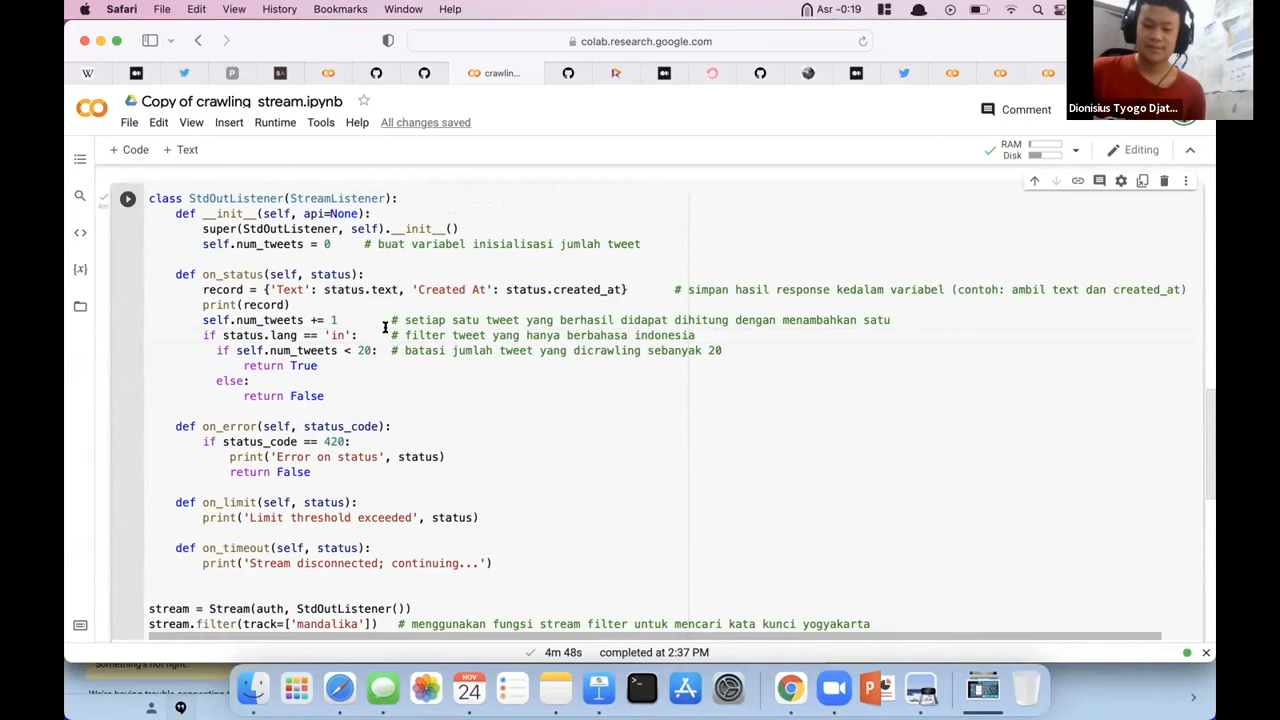 Safari File Edit View History Bookmarks Window Help Asr -0:19
colab.research.google.com
crawlin...
Copy of crawling stream.ipynb
Comment
File Edit View Insert Runtime Tools Help All changes saved
Dionisius Tyogo Djat...
+ Code + Text
RAM
Disk
Editing
class StdOutListener(StreamListener):
def __init__(self, api=None):
super(StdOutListener, self).__init__()
self.num_tweets = 0 # buat variabel inisialisasi jumlah tweet
def on_status(self, status):
record = {'Text': status.text, 'Created At': status.created_at} # simpan hasil response kedalam variabel (contoh: ambil text dan created_at)
print(record)
self.num_tweets += 1 # setiap satu tweet yang berhasil didapat dihitung dengan menambahkan satu
if status.lang == 'in': # filter tweet yang hanya berbahasa indonesia
if self.num_tweets < 20: # batasi jumlah tweet yang dicrawling sebanyak 20
return True
else:
return False
def on_error(self, status_code):
if status_code == 420:
print('Error on status', status)
return False
def on_limit(self, status):
print('Limit threshold exceeded', status)
def on_timeout(self, status):
print('Stream disconnected; continuing...')
stream = Stream(auth, StdOutListener())
stream.filter(track=['mandalika']) # menggunakan fungsi stream filter untuk mencari kata kunci yogyakarta
4m 48s completed at 2:37 PM
Something's not right.
We're having trouble connecting
NOV
24